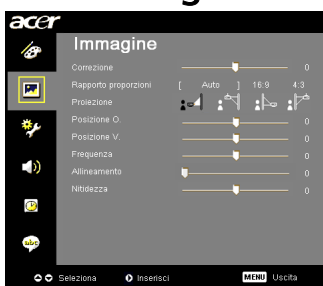 acer
Immagine
Correzione 0
Rapporto proporzioni [ Auto ] 16:9 4:3
Proiezione
Posizione O. 0
Posizione V. 0
Frequenza 0
Allineamento 0
Nitidezza 0
abc
Seleziona Inserisci MENU Uscita